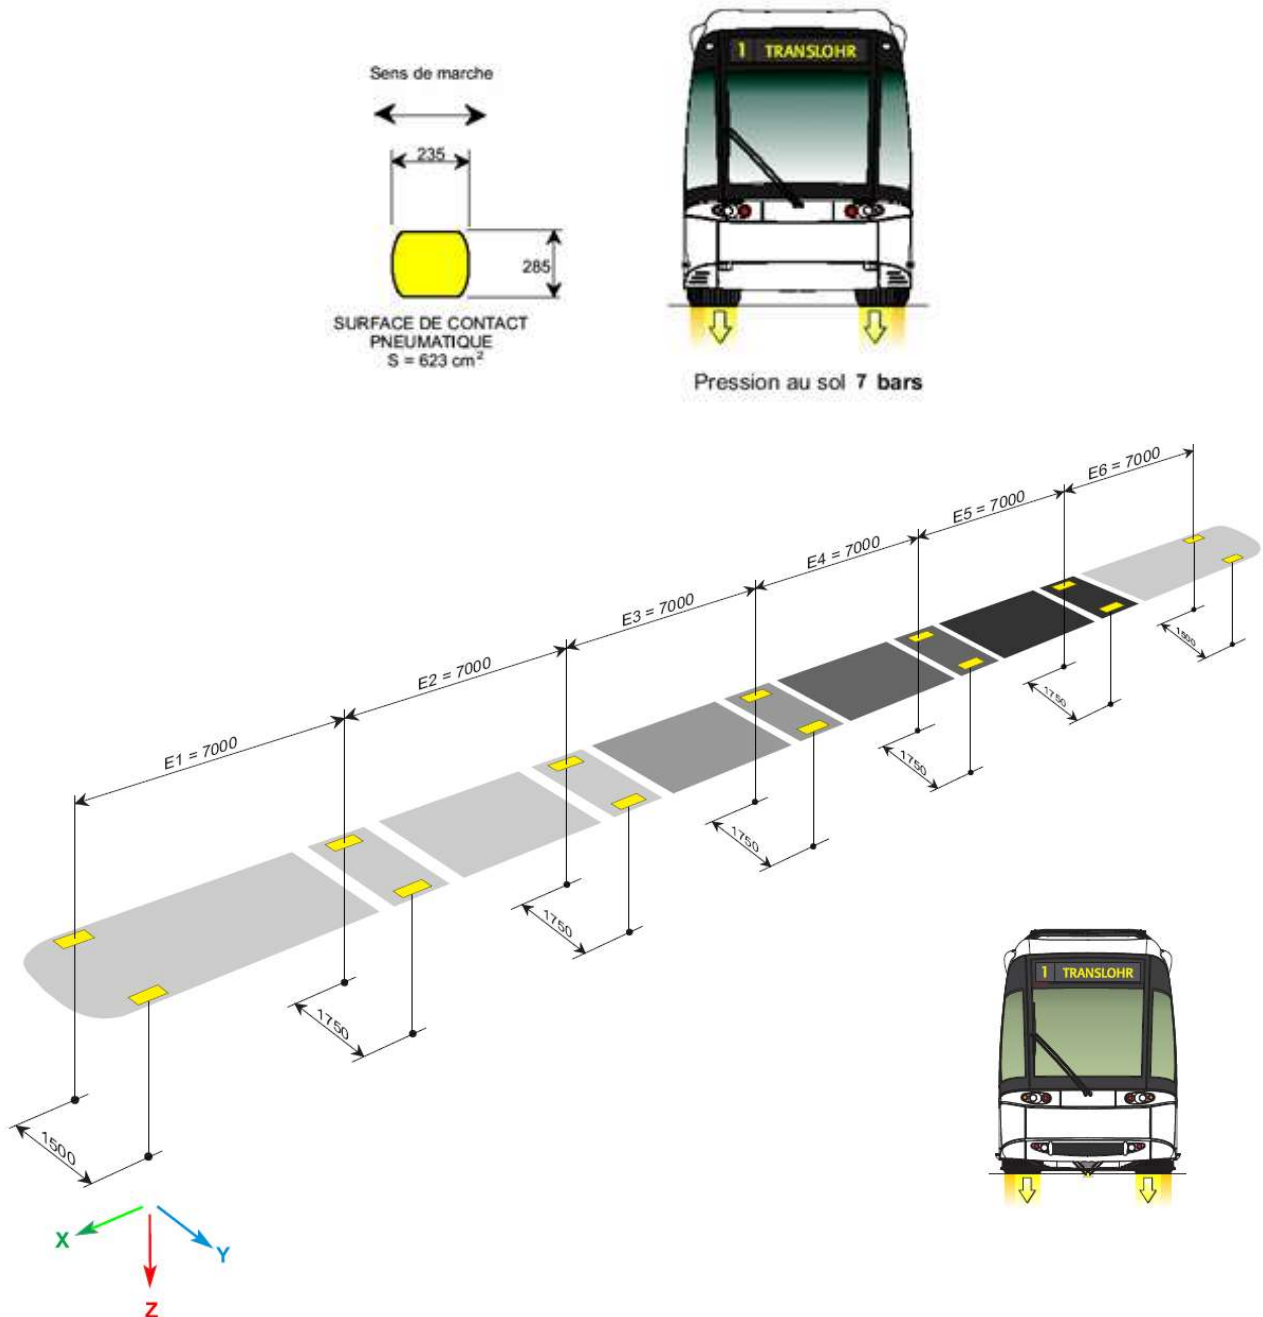 1 TRANSLOHR
Sens de marche
235
285
SURFACE DE CONTACT
PNEUMATIQUE
S = 623 cm²
Pression au sol 7 bars
E6 = 7000
E5 = 7000
E4 = 7000
E3 = 7000
E2 = 7000
E1 = 7000
1500
1750
1750
1750
1750
1750
1500
1 TRANSLOHR
X
Y
Z